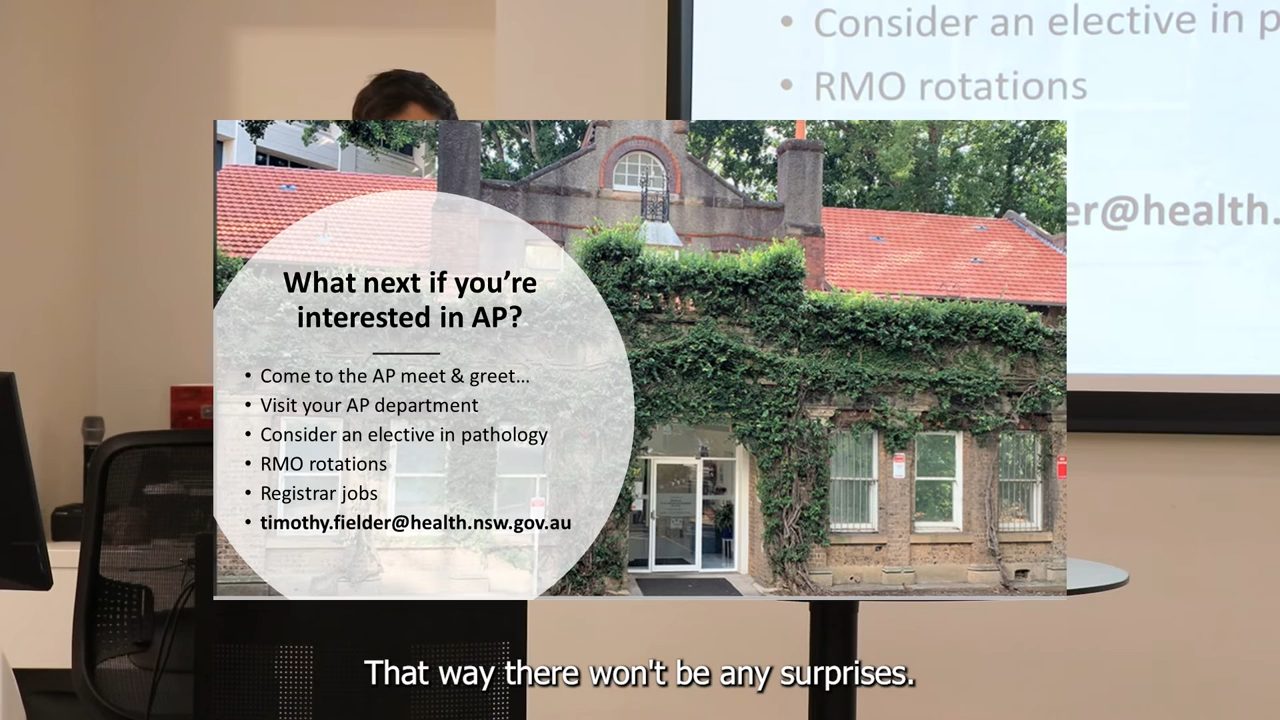 • Consider an elective in p
• RMO rotations
er@health.
What next if you’re
interested in AP?
• Come to the AP meet & greet…
• Visit your AP department
• Consider an elective in pathology
• RMO rotations
• Registrar jobs
• timothy.fielder@health.nsw.gov.au
That way there won't be any surprises.